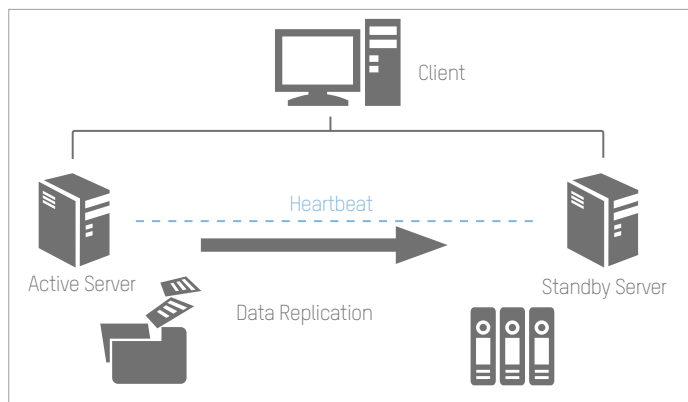 Client
Heartbeat
Active Server
Standby Server
Data Replication